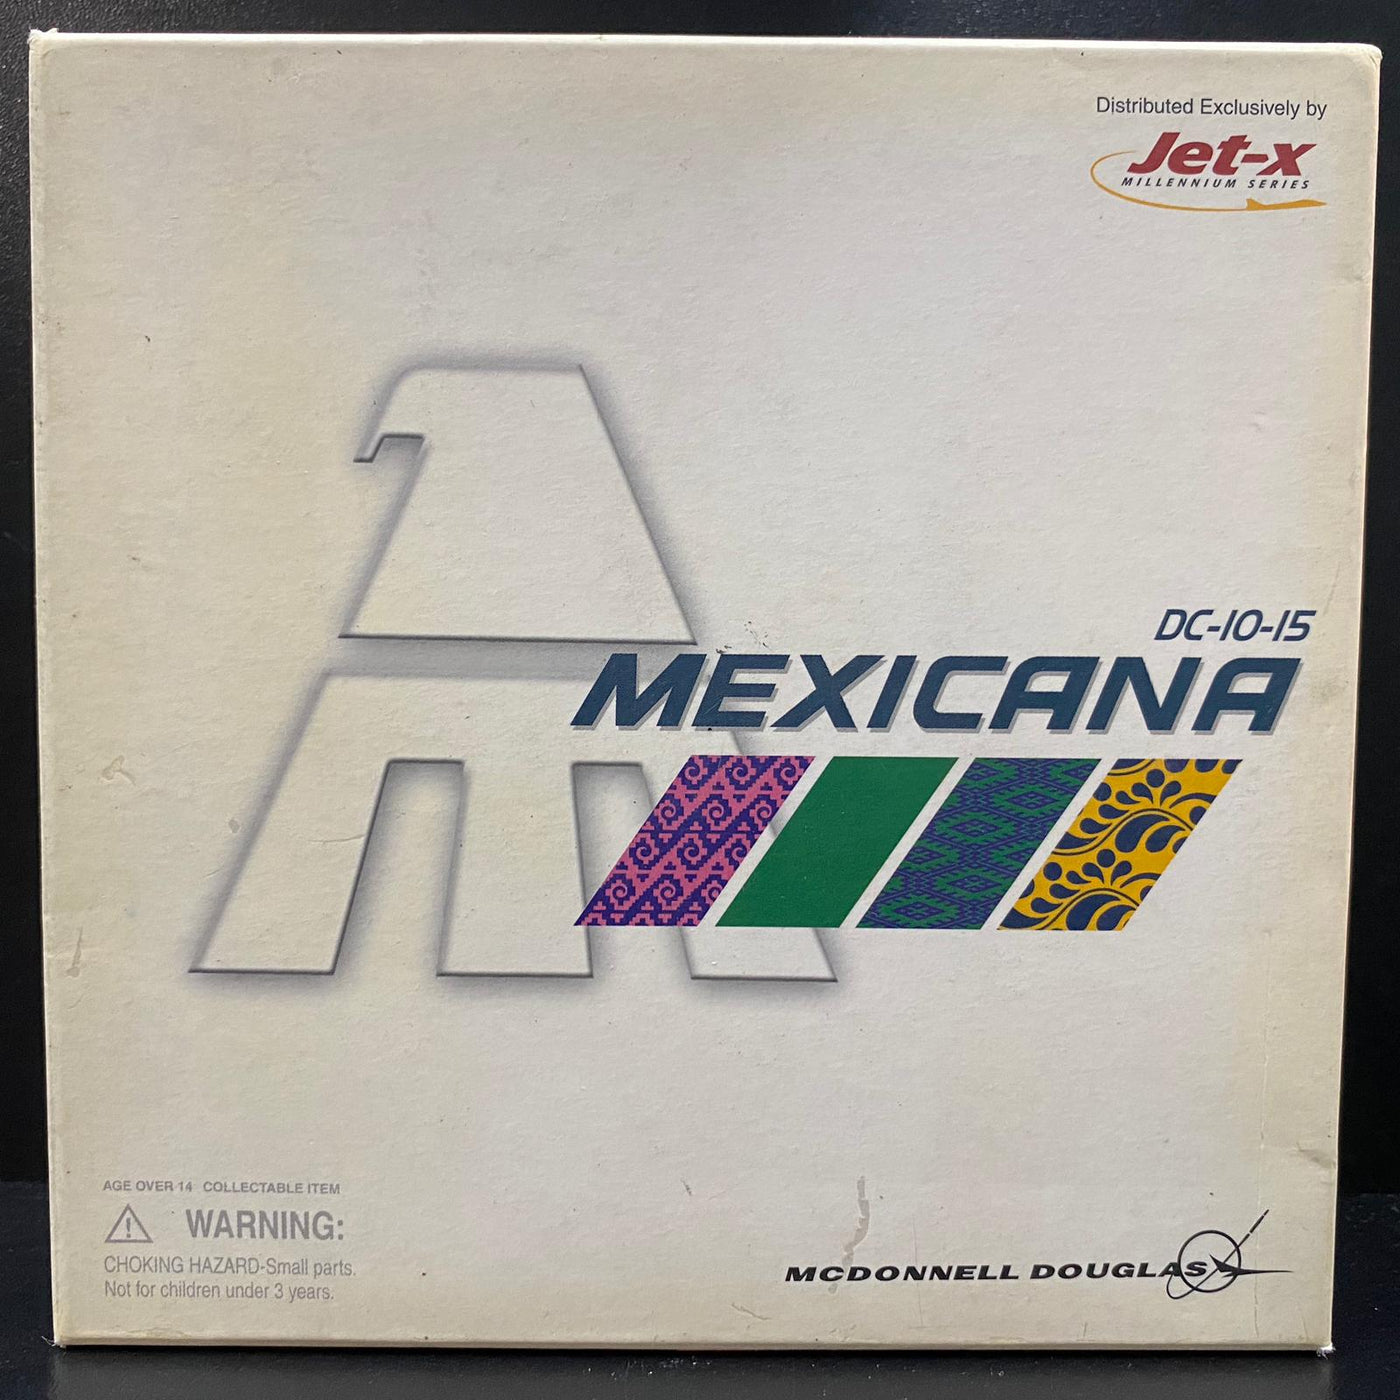 Distributed Exclusively by
Jet-x
MILLENNIUM SERIES
DC-10-15
MEXICANA
AGE OVER 14 COLLECTABLE ITEM
WARNING:
CHOKING HAZARD-Small parts.
Not for children under 3 years.
MCDONNELL DOUGLAS